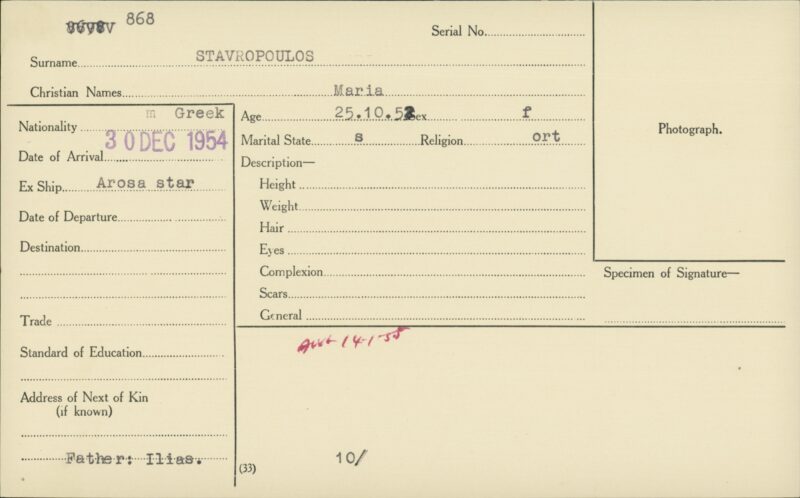 868
Serial No.
Surname STAVROPOULOS
Christian Names Maria
m Greek
Nationality
30 DEC 1954
Date of Arrival
Ex Ship Arosa star
Date of Departure
Destination
Trade
Standard of Education
Address of Next of Kin
(if known)
Father: Ilias.
Age 25.10.52 Sex f
Marital State s Religion ort
Description—
Height
Weight
Hair
Eyes
Complexion
Scars
General
14-1-55
(33) 10/
Photograph.
Specimen of Signature—